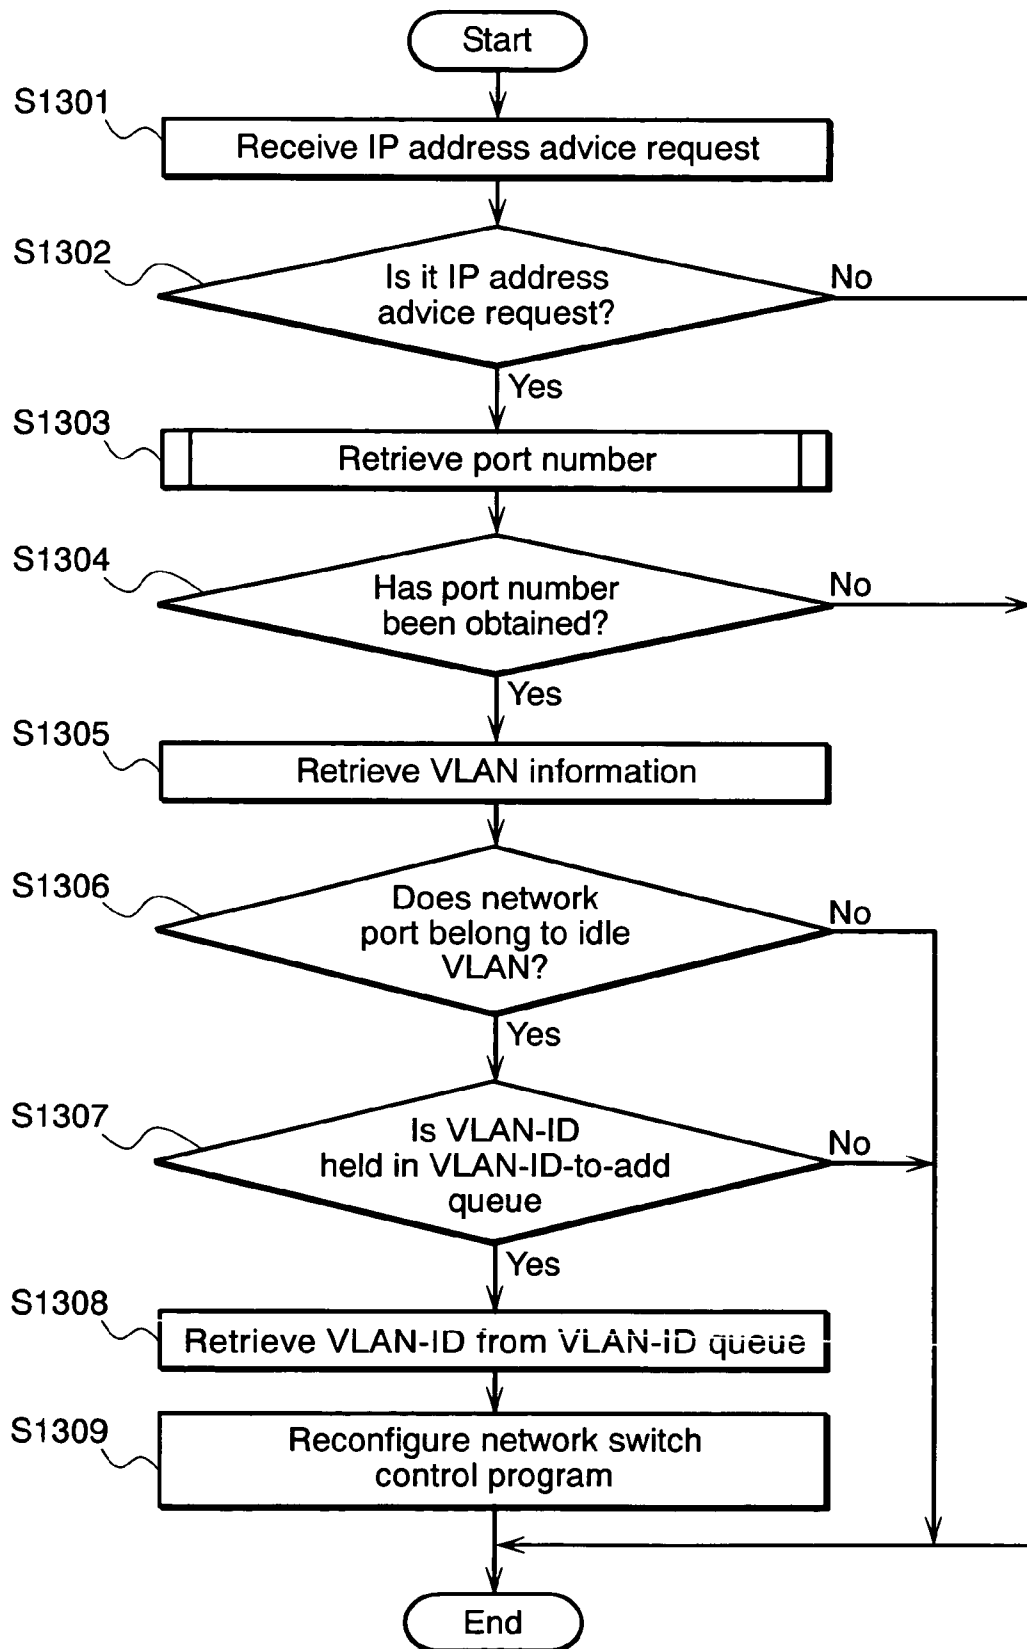 Start
S1301
Receive IP address advice request
S1302
Is it IP address
advice request?
No
Yes
S1303
Retrieve port number
S1304
Has port number
been obtained?
No
Yes
S1305
Retrieve VLAN information
S1306
Does network
port belong to idle
VLAN?
No
Yes
S1307
Is VLAN-ID
held in VLAN-ID-to-add
queue
No
Yes
S1308
Retrieve VLAN-ID from VLAN-ID queue
S1309
Reconfigure network switch
control program
End